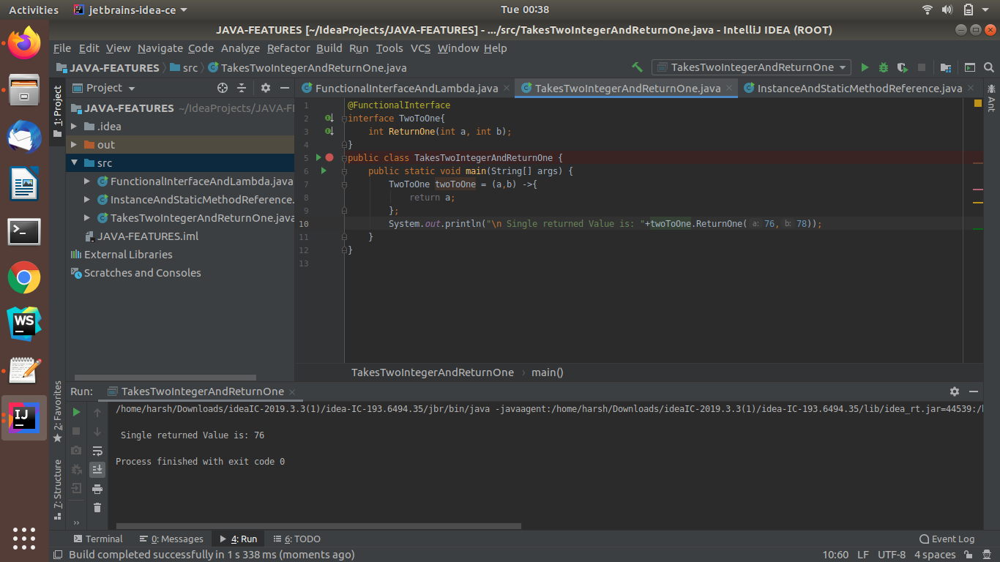 Activities jetbrains-idea-ce Tue 00:38
JAVA-FEATURES [~/IdeaProjects/JAVA-FEATURES] - .../src/TakesTwoIntegerAndReturnOne.java - IntelliJ IDEA (ROOT)
File Edit View Navigate Code Analyze Refactor Build Run Tools VCS Window Help
JAVA-FEATURES src TakesTwoIntegerAndReturnOne.java TakesTwoIntegerAndReturnOne
1: Project
Project
JAVA-FEATURES ~/IdeaProjects/JAVA-F
.idea
out
src
FunctionalInterfaceAndLambda.java
InstanceAndStaticMethodReference.
TakesTwoIntegerAndReturnOne.java
JAVA-FEATURES.iml
External Libraries
Scratches and Consoles
FunctionalInterfaceAndLambda.java TakesTwoIntegerAndReturnOne.java InstanceAndStaticMethodReference.java
Ant
1 @FunctionalInterface
2 interface TwoToOne{
3 int ReturnOne(int a, int b);
4 }
5 public class TakesTwoIntegerAndReturnOne {
6 public static void main(String[] args) {
7 TwoToOne twoToOne = (a,b) ->{
8 return a;
9 };
10 System.out.println("\n Single returned Value is: "+twoToOne.ReturnOne( a: 76, b: 78));
11 }
12 }
13
TakesTwoIntegerAndReturnOne › main()
Run: TakesTwoIntegerAndReturnOne
/home/harsh/Downloads/ideaIC-2019.3.3(1)/idea-IC-193.6494.35/jbr/bin/java -javaagent:/home/harsh/Downloads/ideaIC-2019.3.3(1)/idea-IC-193.6494.35/lib/idea_rt.jar=44539:/
Single returned Value is: 76
Process finished with exit code 0
2: Favorites
7: Structure
WS
IJ
Terminal 0: Messages 4: Run 6: TODO Event Log
Build completed successfully in 1 s 338 ms (moments ago) 10:60 LF UTF-8 4 spaces